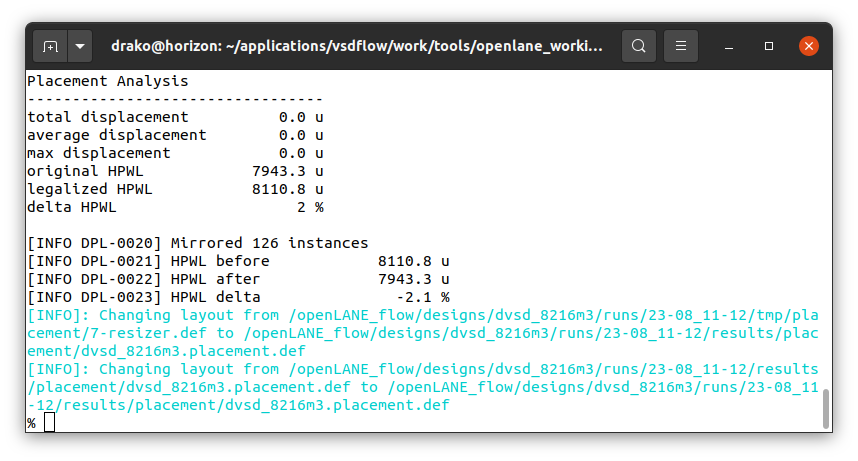 drako@horizon: ~/applications/vsdflow/work/tools/openlane_worki...
Placement Analysis
---------------------------------
total displacement          0.0 u
average displacement        0.0 u
max displacement            0.0 u
original HPWL            7943.3 u
legalized HPWL           8110.8 u
delta HPWL                    2 %

[INFO DPL-0020] Mirrored 126 instances
[INFO DPL-0021] HPWL before            8110.8 u
[INFO DPL-0022] HPWL after             7943.3 u
[INFO DPL-0023] HPWL delta               -2.1 %
[INFO]: Changing layout from /openLANE_flow/designs/dvsd_8216m3/runs/23-08_11-12/tmp/pla
cement/7-resizer.def to /openLANE_flow/designs/dvsd_8216m3/runs/23-08_11-12/results/plac
ement/dvsd_8216m3.placement.def
[INFO]: Changing layout from /openLANE_flow/designs/dvsd_8216m3/runs/23-08_11-12/results
/placement/dvsd_8216m3.placement.def to /openLANE_flow/designs/dvsd_8216m3/runs/23-08_11
-12/results/placement/dvsd_8216m3.placement.def
%